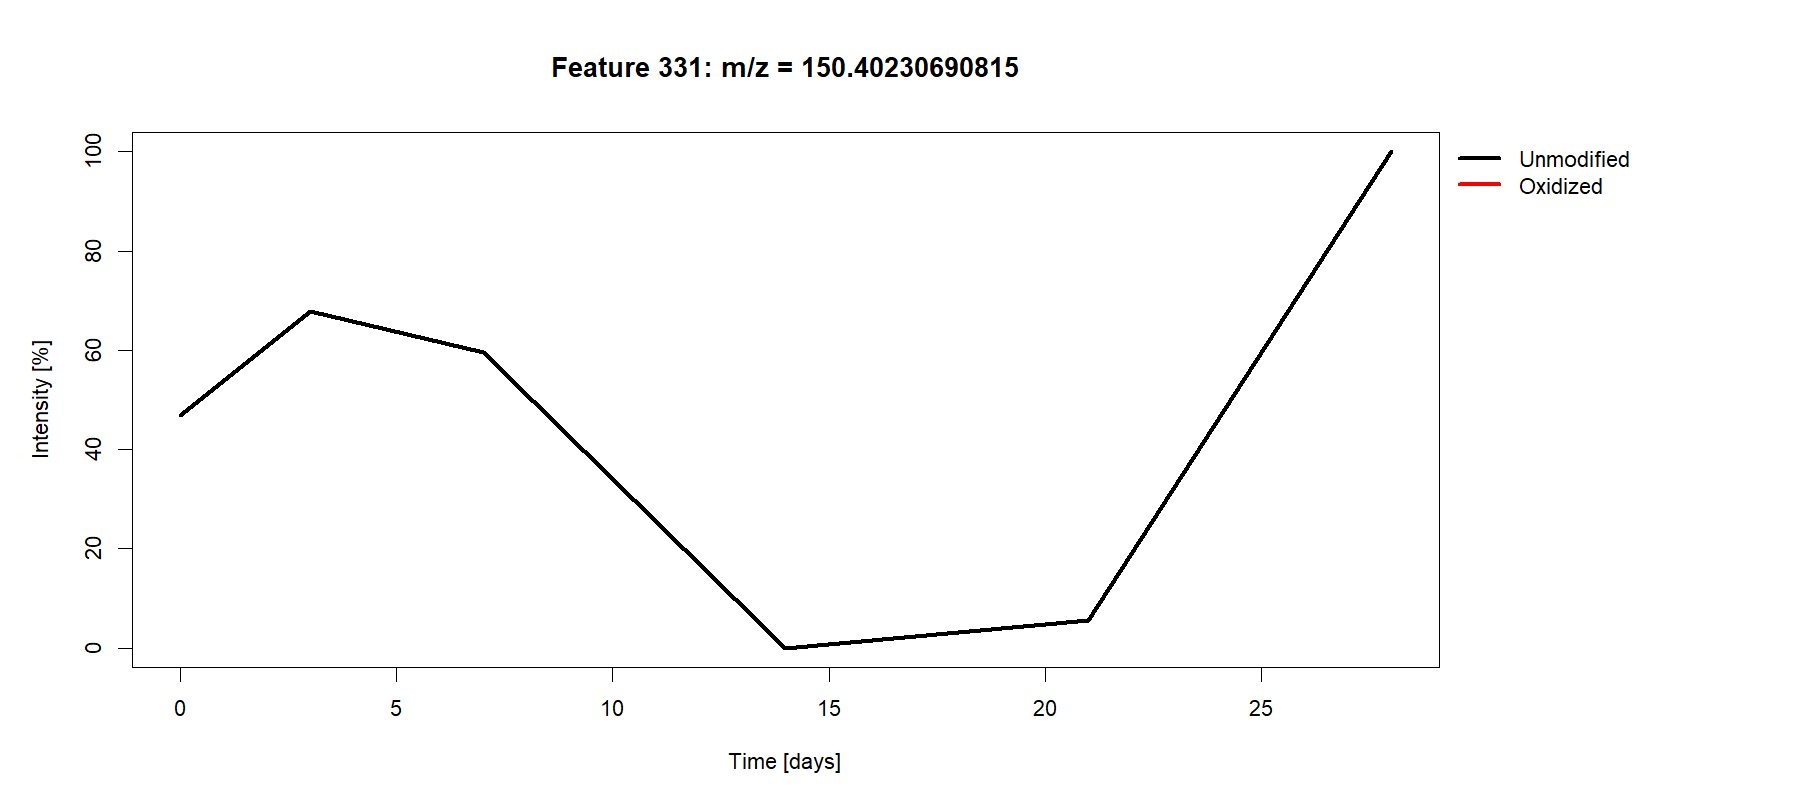 Feature 331: m/z = 150.40230690815
Unmodified
Oxidized
Intensity [%]
100
80
60
40
20
0
0 5 10 15 20 25
Time [days]